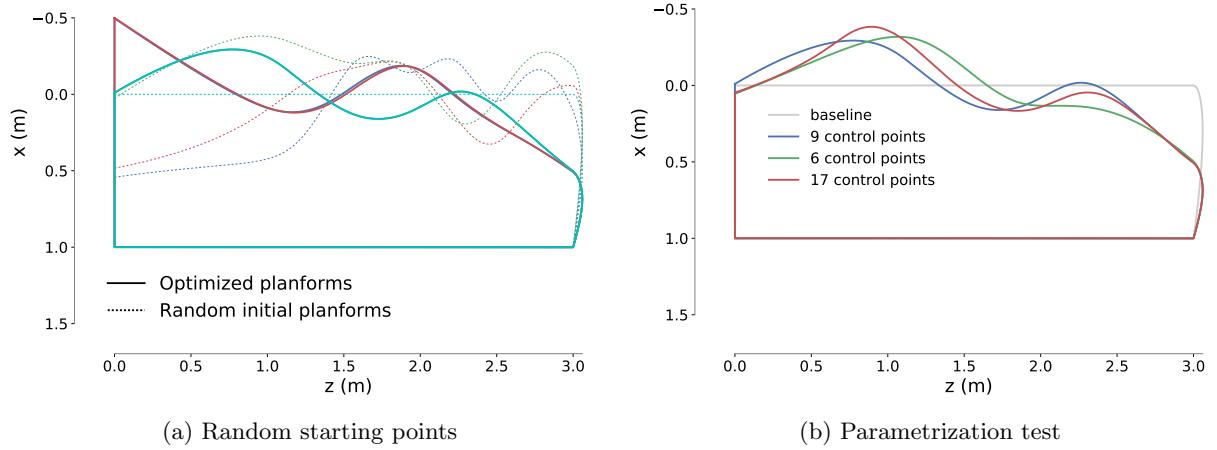 −0.5
0.0
0.5
1.0
1.5
x (m)
Optimized planforms
Random initial planforms
0.0 0.5 1.0 1.5 2.0 2.5 3.0
z (m)
(a) Random starting points
−0.5
0.0
0.5
1.0
1.5
x (m)
baseline
9 control points
6 control points
17 control points
0.0 0.5 1.0 1.5 2.0 2.5 3.0
z (m)
(b) Parametrization test